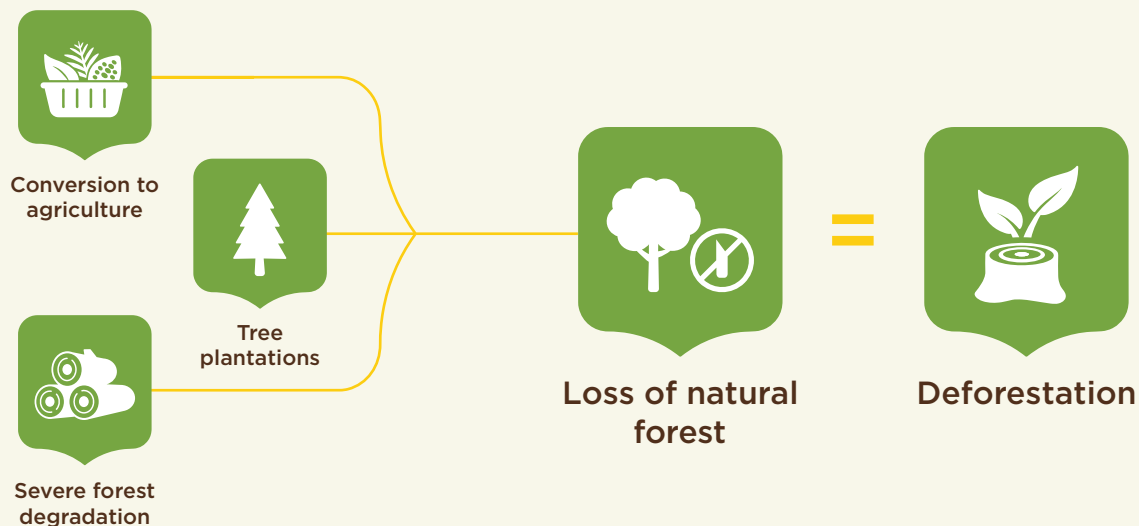 Conversion to
agriculture
Tree
plantations
Severe forest
degradation
Loss of natural
forest
=
Deforestation